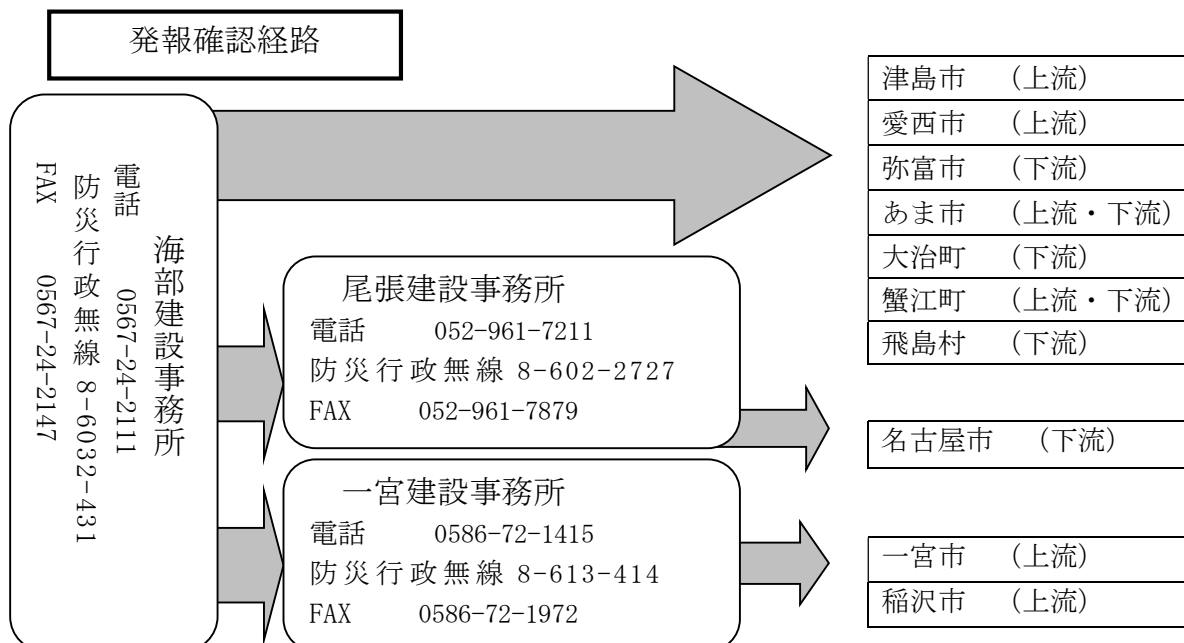 発報確認経路
海部建設事務所
電話 0567-24-2111
防災行政無線 8-6032-431
FAX 0567-24-2147
尾張建設事務所
電話 052-961-7211
防災行政無線 8-602-2727
FAX 052-961-7879
一宮建設事務所
電話 0586-72-1415
防災行政無線 8-613-414
FAX 0586-72-1972
津島市 (上流)
愛西市 (上流)
弥富市 (下流)
あま市 (上流・下流)
大治町 (下流)
蟹江町 (上流・下流)
飛島村 (下流)
名古屋市 (下流)
一宮市 (上流)
稲沢市 (上流)